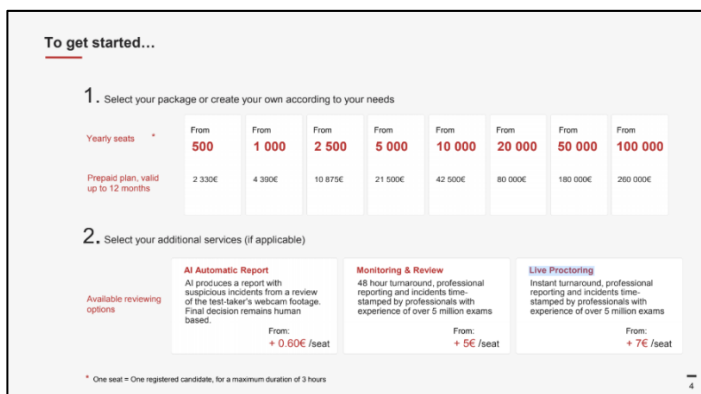 To get started…
1. Select your package or create your own according to your needs
Yearly seats *
From From From From From From From From
500 1 000 2 500 5 000 10 000 20 000 50 000 100 000
Prepaid plan, valid
up to 12 months
2 330€ 4 390€ 10 875€ 21 500€ 42 500€ 80 000€ 180 000€ 260 000€
2. Select your additional services (if applicable)
Available reviewing
options
AI Automatic Report
AI produces a report with
suspicious incidents from a review
of the test-taker's webcam footage.
Final decision remains human
based.
From:
+ 0.60€ /seat
Monitoring & Review
48 hour turnaround, professional
reporting and incidents time-
stamped by professionals with
experience of over 5 million exams
From:
+ 5€ /seat
Live Proctoring
Instant turnaround, professional
reporting and incidents time-
stamped by professionals with
experience of over 5 million exams
From:
+ 7€ /seat
* One seat = One registered candidate, for a maximum duration of 3 hours
4